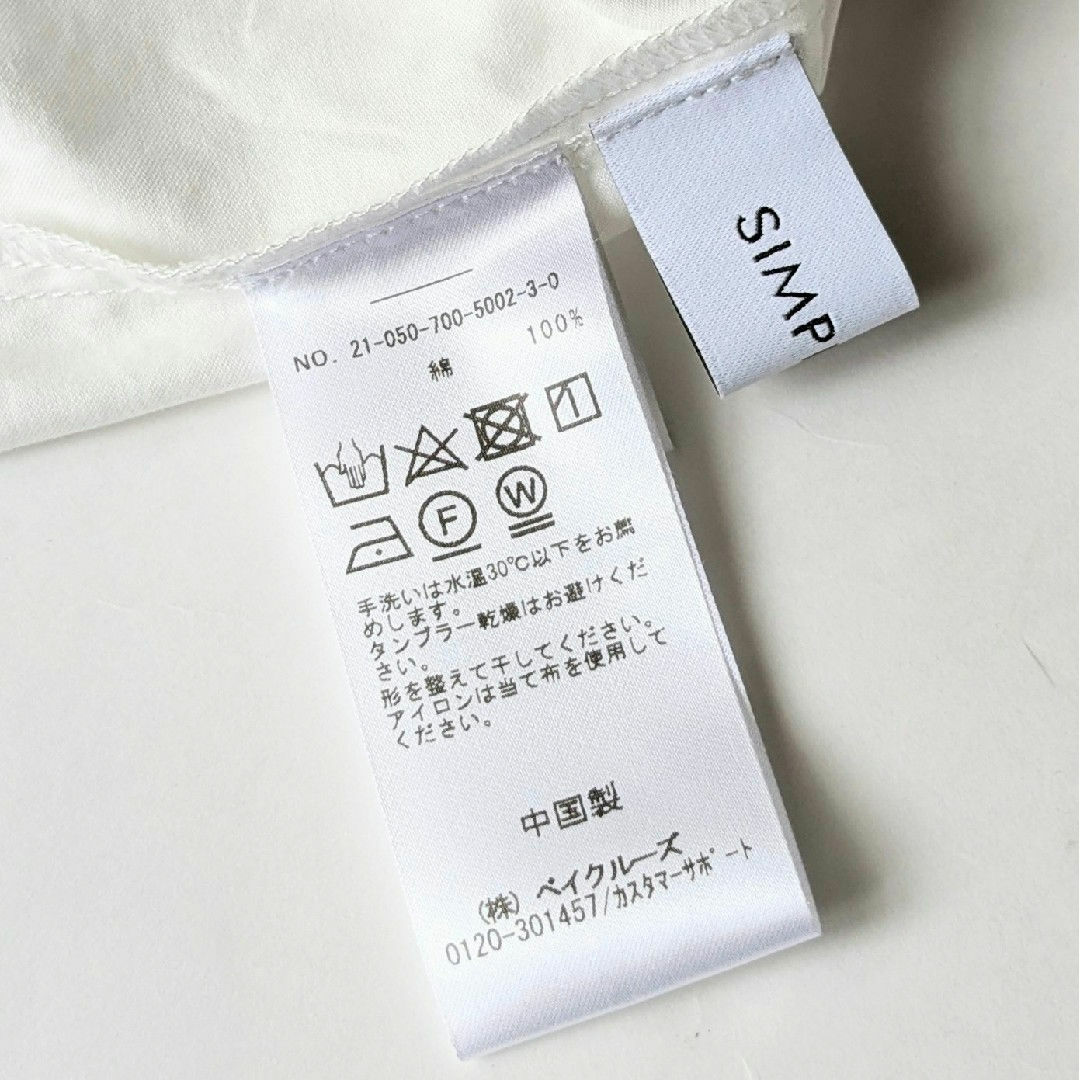 NO. 21-050-700-5002-3-0
綿 100%
F W
手洗いは水温30℃以下をお薦
めします。
タンブラー乾燥はお避けくだ
さい。
形を整えて干してください。
アイロンは当て布を使用して
ください。
中国製
(株) ベイクルーズ
0120-301457/カスタマーサポート
SIMP